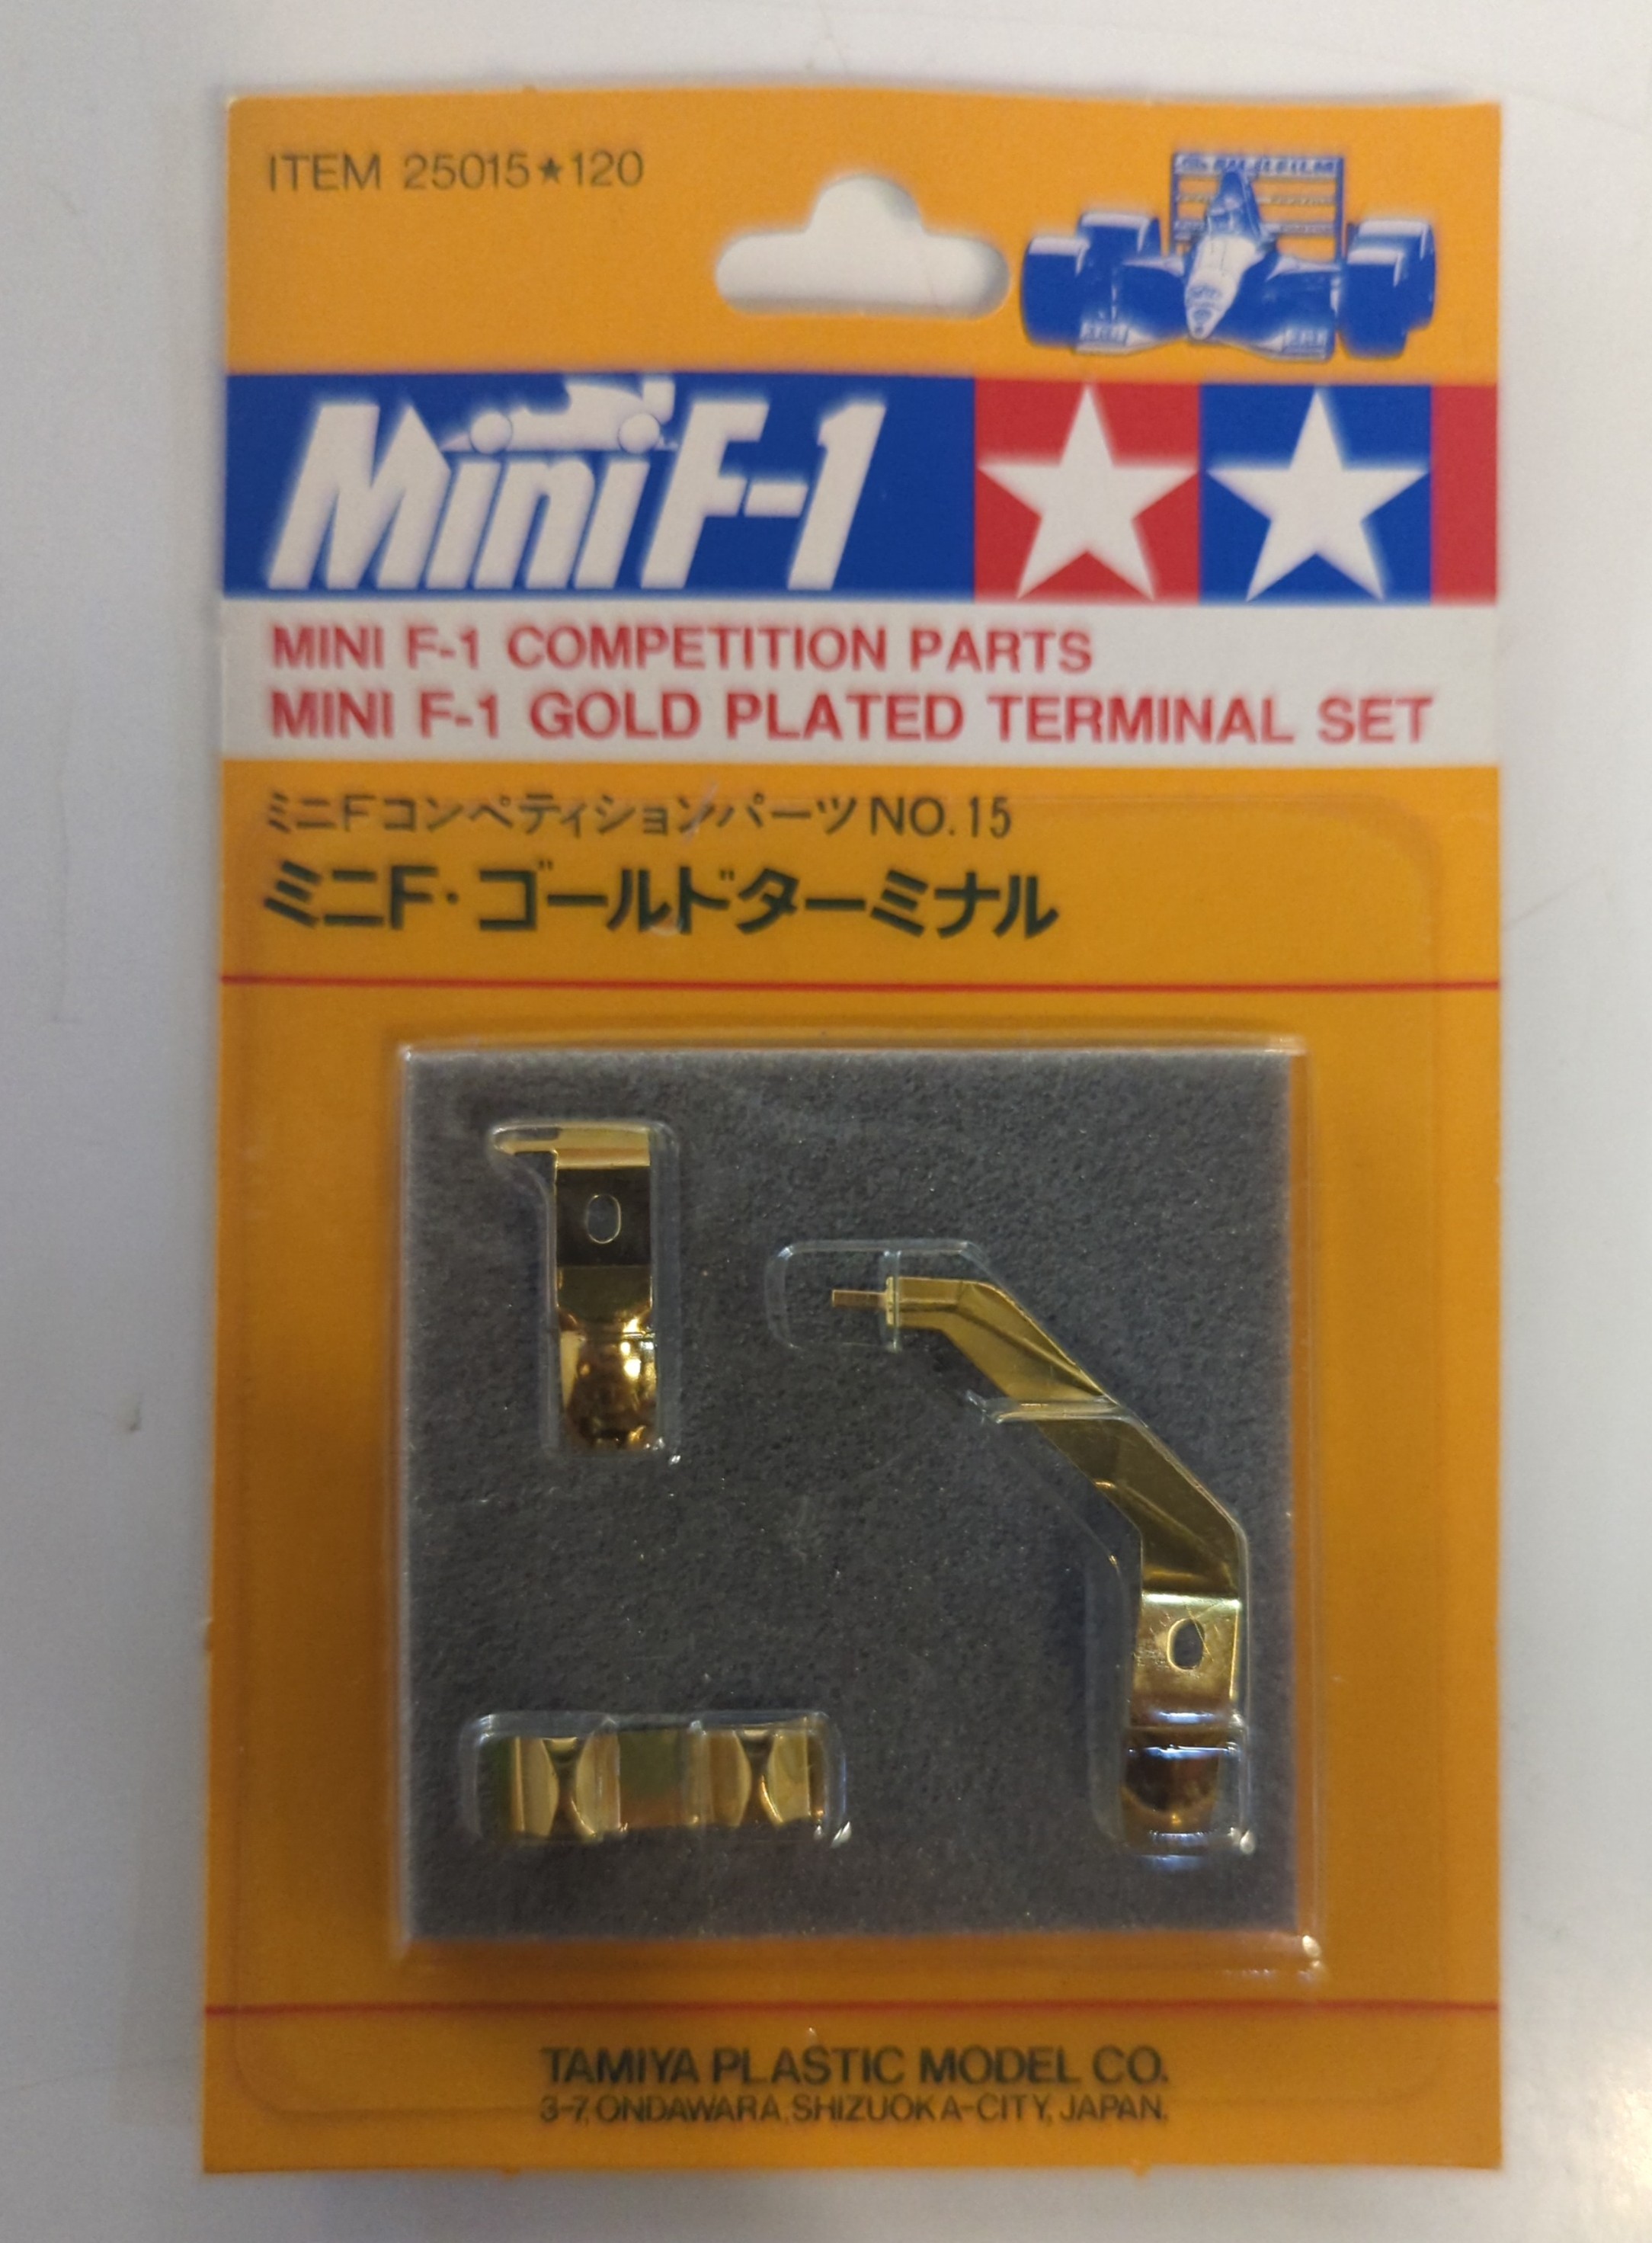 ITEM 25015★120
Mini F-1
MINI F-1 COMPETITION PARTS
MINI F-1 GOLD PLATED TERMINAL SET
ミニFコンペティションパーツNO.15
ミニF・ゴールドターミナル
TAMIYA PLASTIC MODEL CO.
3-7, ONDAWARA, SHIZUOKA-CITY, JAPAN.